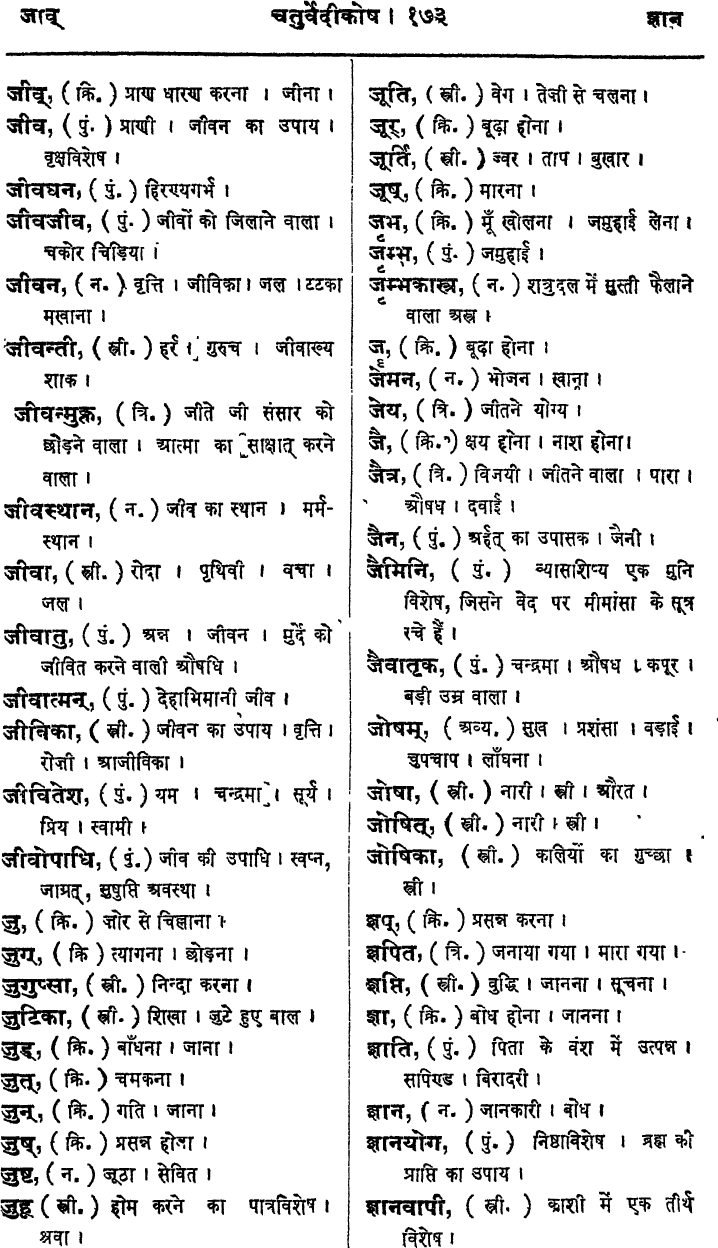 जाव् चतुर्वेदीकोष । १७३ ज्ञान
जीव्, ( क्रि. ) प्राण धारण करना । जीना ।
जीव, ( पुं. ) प्राणी । जीवन का उपाय ।
वृक्षविशेष ।
जीवघन, ( पुं. ) हिरण्यगर्भ ।
जीवजीव, ( पुं. ) जीवों को जिलाने वाला ।
चकोर चिड़िया ।
जीवन, ( न. ) वृत्ति । जीविका । जल । टटका
मखाना ।
जीवन्ती, ( स्त्री. ) हर्र । गुरुच । जीवाख्य
शाक ।
जीवन्मुक्त, ( त्रि. ) जीते जी संसार को
छोड़ने वाला । आत्मा का साक्षात् करने
वाला ।
जीवस्थान, ( न. ) जीव का स्थान । मर्म-
स्थान ।
जीवा, ( स्त्री. ) रोदा । पृथिवी । वचा ।
जल ।
जीवातु, ( पुं. ) अन्न । जीवन । मुर्दे को
जीवित करने वाली औषधि ।
जीवात्मन्, ( पुं. ) देहाभिमानी जीव ।
जीविका, ( स्त्री. ) जीवन का उपाय । वृत्ति ।
रोजी । आजीविका ।
जीवितेश, ( पुं. ) यम । चन्द्रमा । सूर्य ।
प्रिय । स्वामी ।
जीवोपाधि, ( पुं. ) जीव की उपाधि । स्वप्न,
जाग्रत्, सुषुप्ति अवस्था ।
जु, ( क्रि. ) जोर से चिल्लाना ।
जुग्, ( क्रि ) त्यागना । छोड़ना ।
जुगुप्सा, ( स्त्री. ) निन्दा करना ।
जुटिका, ( स्त्री. ) शिखा । जुटे हुए बाल ।
जुड्, ( क्रि. ) बाँधना । जाना ।
जुत्, ( क्रि. ) चमकना ।
जुन्, ( क्रि. ) गति । जाना ।
जुष्, ( क्रि. ) प्रसन्न होना ।
जुष्ट, ( न. ) जूठा । सेवित ।
जुहू ( स्त्री. ) होम करने का पात्रविशेष ।
श्रवा ।
जूति, ( स्त्री. ) वेग । तेजी से चलना ।
जूर्, ( क्रि. ) बूढ़ा होना ।
जूर्ति, ( स्त्री. ) ज्वर । ताप । बुखार ।
जूष्, ( क्रि. ) मारना ।
जृभ, ( क्रि. ) मूँ खोलना । जमुहाई लेना ।
जृम्भ, ( पुं. ) जमुहाई ।
जृम्भकास्त्र, ( न. ) शत्रुदल में सुस्ती फैलाने
वाला अस्त्र ।
जॄ, ( क्रि. ) बूढ़ा होना ।
जेमन, ( न. ) भोजन । खाना ।
जेय, ( त्रि. ) जीतने योग्य ।
जै, ( क्रि. ) क्षय होना । नाश होना ।
जैत्र, ( त्रि. ) विजयी । जीतने वाला । पारा ।
औषध । दवाई ।
जैन, ( पुं. ) अर्हत् का उपासक । जैनी ।
जैमिनि, ( पुं. ) व्यासशिष्य एक मुनि
विशेष, जिसने वेद पर मीमांसा के सूत्र
रचे हैं ।
जैवातृक, ( पुं. ) चन्द्रमा । औषध । कपूर ।
बड़ी उम्र वाला ।
जोषम्, ( अव्य. ) सुख । प्रशंसा । बड़ाई ।
चुपचाप । लाँघना ।
जोषा, ( स्त्री. ) नारी । स्त्री । औरत ।
जोषित्, ( स्त्री. ) नारी । स्त्री ।
जोषिका, ( स्त्री. ) कलियों का गुच्छा ।
स्त्री ।
ज्ञप्, ( क्रि. ) प्रसन्न करना ।
ज्ञपित, ( त्रि. ) जनाया गया । मारा गया ।
ज्ञप्ति, ( स्त्री. ) बुद्धि । जानना । सूचना ।
ज्ञा, ( क्रि. ) बोध होना । जानना ।
ज्ञाति, ( पुं. ) पिता के वंश में उत्पन्न ।
सपिण्ड । बिरादरी ।
ज्ञान, ( न. ) जानकारी । बोध ।
ज्ञानयोग, ( पुं. ) निष्ठाविशेष । ब्रह्म की
प्राप्ति का उपाय ।
ज्ञानवापी, ( स्त्री. ) काशी में एक तीर्थ
विशेष ।